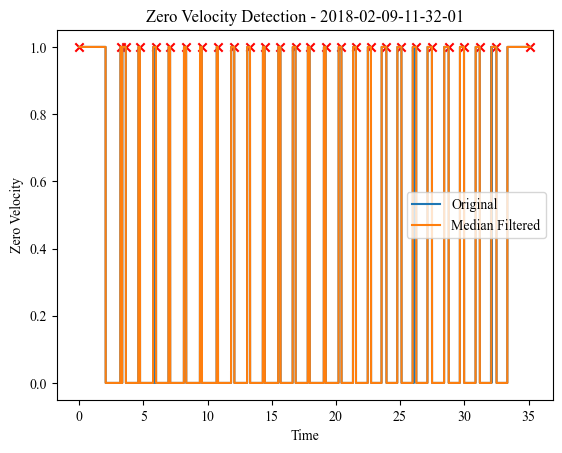 Zero Velocity Detection - 2018-02-09-11-32-01
1.0
0.8
0.6
0.4
0.2
0.0
Zero Velocity
Original
Median Filtered
0 5 10 15 20 25 30 35
Time